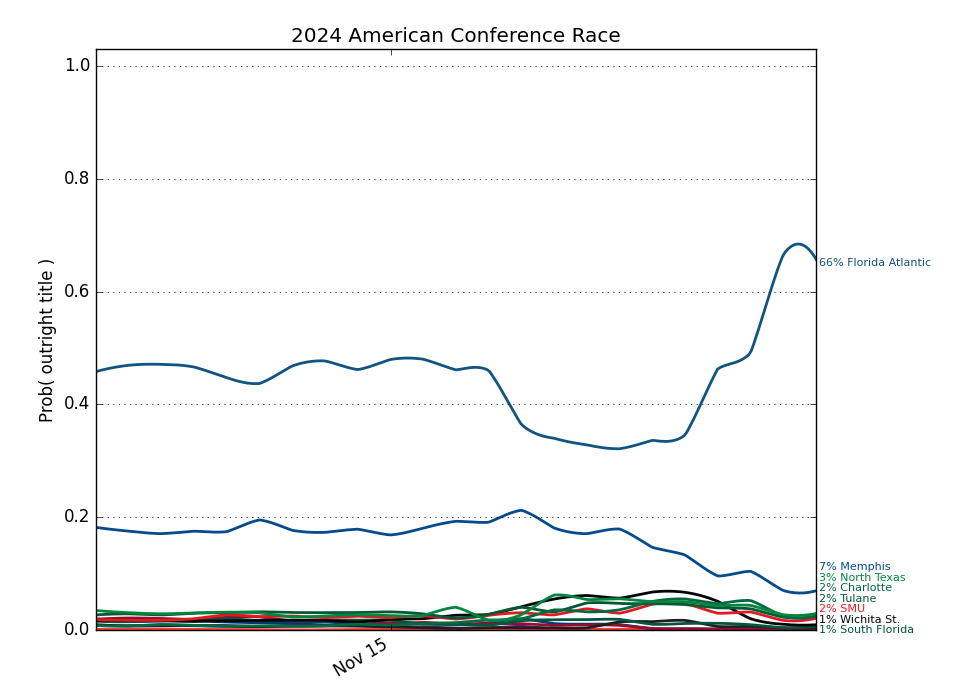 2024 American Conference Race
Prob( outright title )
1.0
0.8
0.6
0.4
0.2
0.0
Nov 15
66% Florida Atlantic
7% Memphis
3% North Texas
2% Charlotte
2% Tulane
2% SMU
1% Wichita St.
1% South Florida